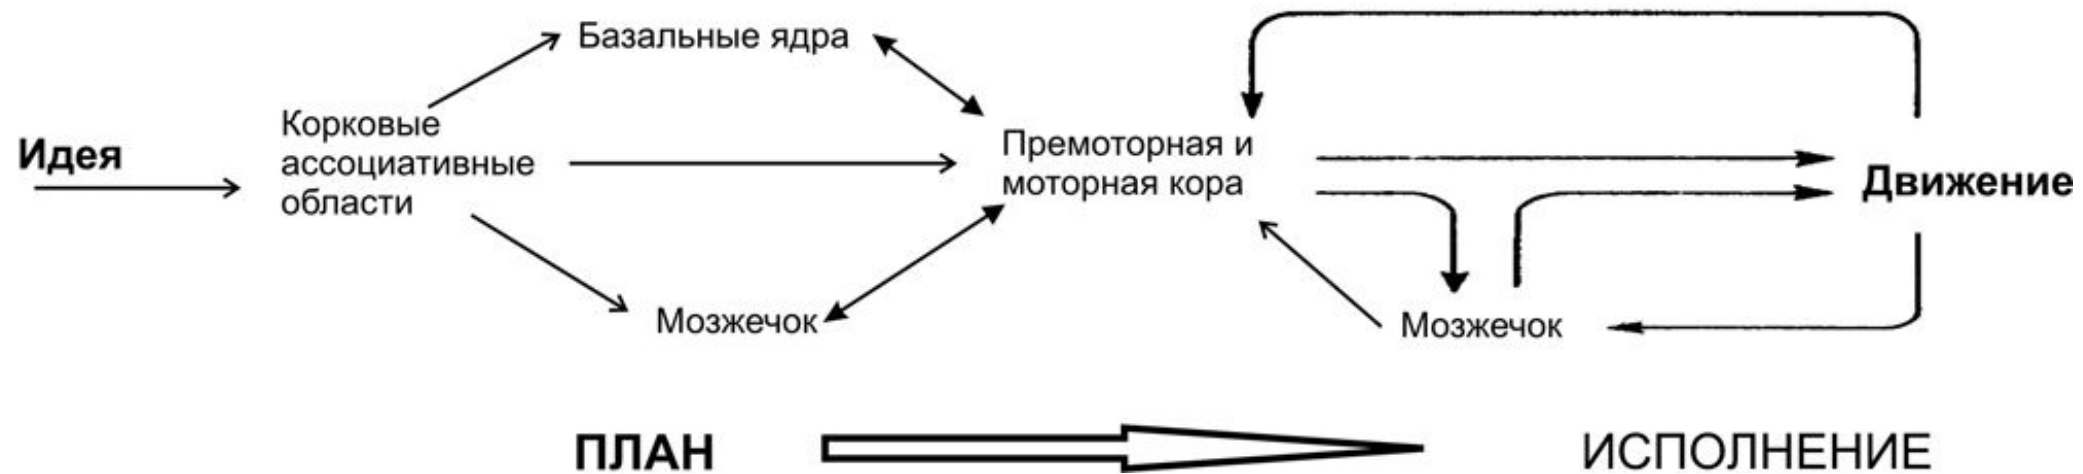 Идея
Корковые
ассоциативные
области
Базальные ядра
Мозжечок
Премоторная и
моторная кора
Мозжечок
Движение
ПЛАН
ИСПОЛНЕНИЕ